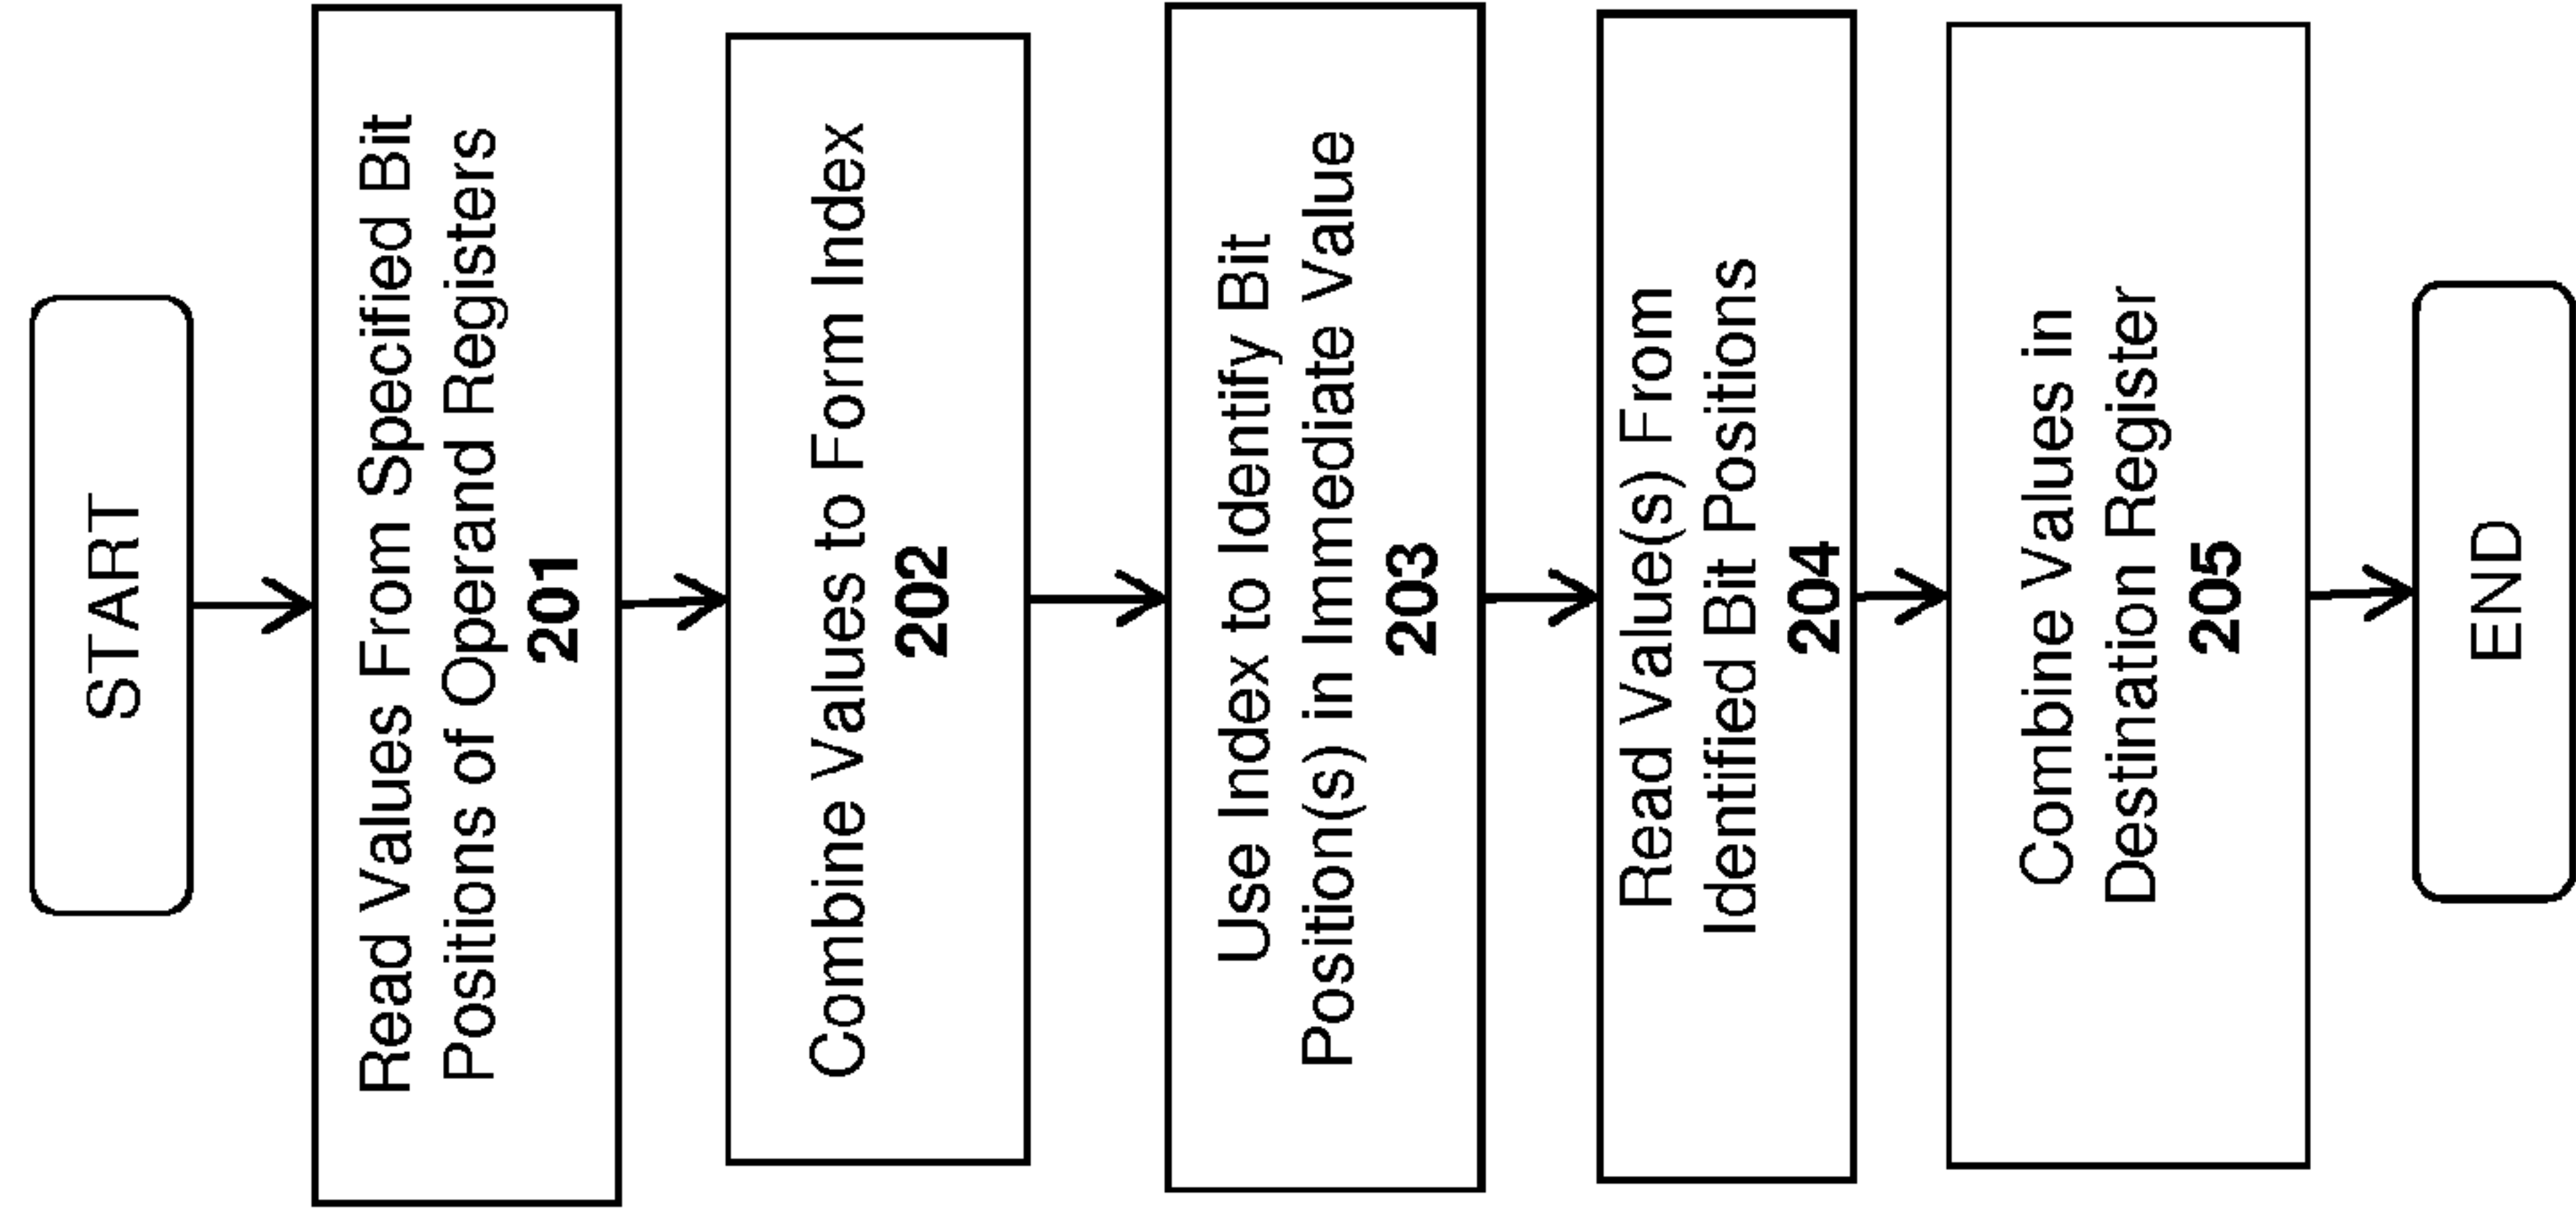 START
Read Values From Specified Bit
Positions of Operand Registers
201
Combine Values to Form Index
202
Use Index to Identify Bit
Position(s) in Immediate Value
203
Read Value(s) From
Identified Bit Positions
204
Combine Values in
Destination Register
205
END